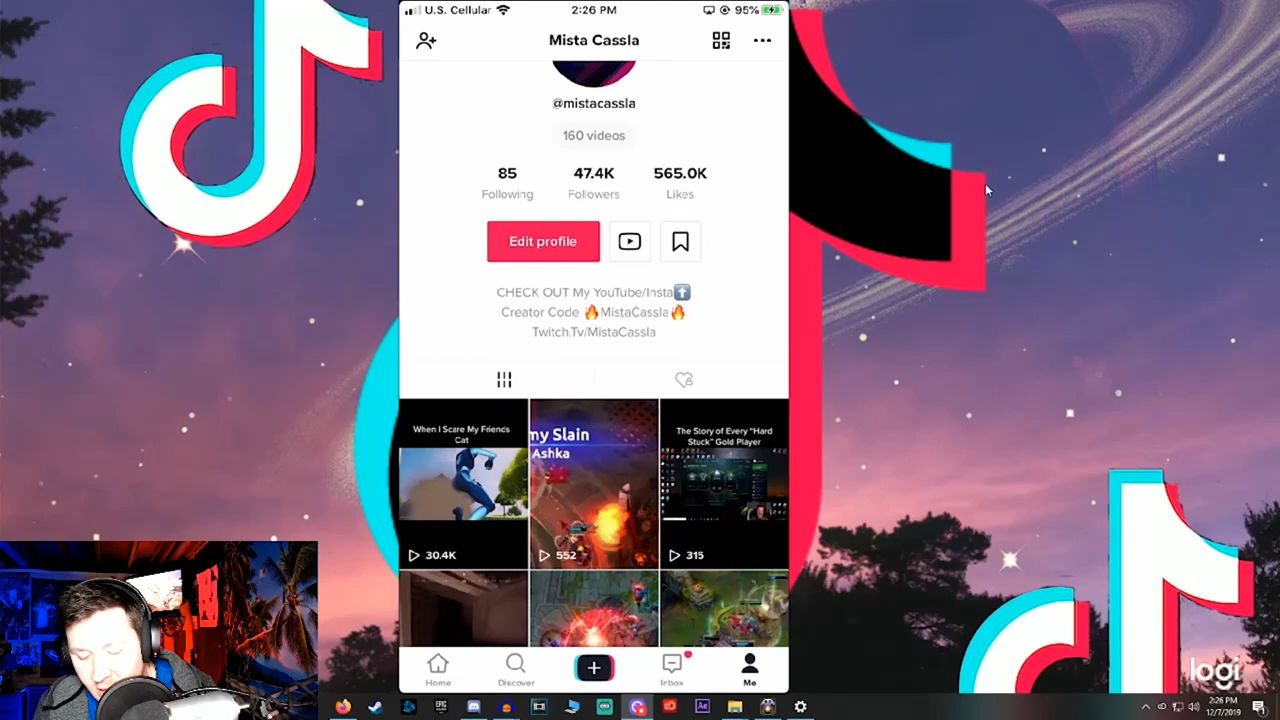 U.S. Cellular
2:26 PM
95%
Mista Cassla
@mistacassla
160 videos
85
47.4K
565.0K
Following
Followers
Likes
Edit profile
CHECK OUT My YouTube/Insta⬆️
Creator Code 🔥MistaCassla🔥
Twitch.Tv/MistaCassla
When I Scare My Friends
Cat
my Slain
Ashka
The Story of Every "Hard
Stuck" Gold Player
30.4K
552
315
Home
Discover
Inbox
Me
logi
EPIC
Ae
2:26 PM
12/7/2019